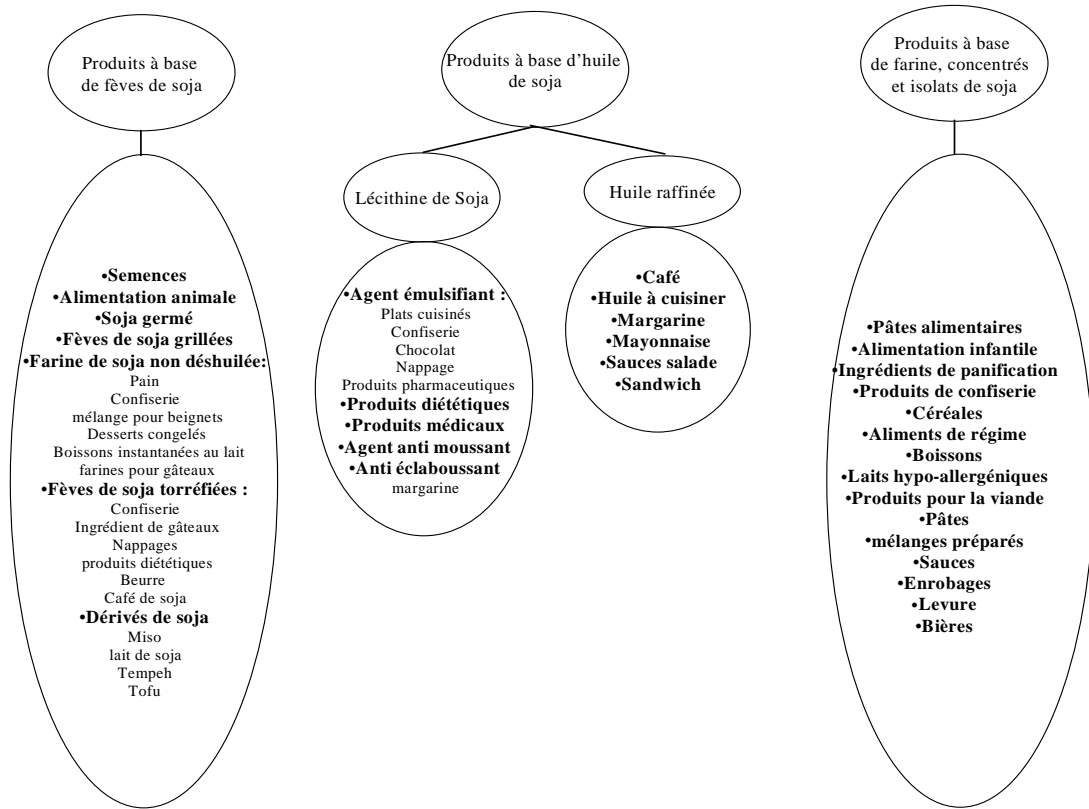 Produits à base
de fèves de soja
•Semences
•Alimentation animale
•Soja germé
•Fèves de soja grillées
•Farine de soja non déshuilée:
Pain
Confiserie
mélange pour beignets
Desserts congelés
Boissons instantanées au lait
farines pour gâteaux
•Fèves de soja torréfiées :
Confiserie
Ingrédient de gâteaux
Nappages
produits diététiques
Beurre
Café de soja
•Dérivés de soja
Miso
lait de soja
Tempeh
Tofu
Produits à base d'huile
de soja
Lécithine de Soja
•Agent émulsifiant :
Plats cuisinés
Confiserie
Chocolat
Nappage
Produits pharmaceutiques
•Produits diététiques
•Produits médicaux
•Agent anti moussant
•Anti éclaboussant
margarine
Huile raffinée
•Café
•Huile à cuisiner
•Margarine
•Mayonnaise
•Sauces salade
•Sandwich
Produits à base
de farine, concentrés
et isolats de soja
•Pâtes alimentaires
•Alimentation infantile
•Ingrédients de panification
•Produits de confiserie
•Céréales
•Aliments de régime
•Boissons
•Laits hypo-allergéniques
•Produits pour la viande
•Pâtes
•mélanges préparés
•Sauces
•Enrobages
•Levure
•Bières